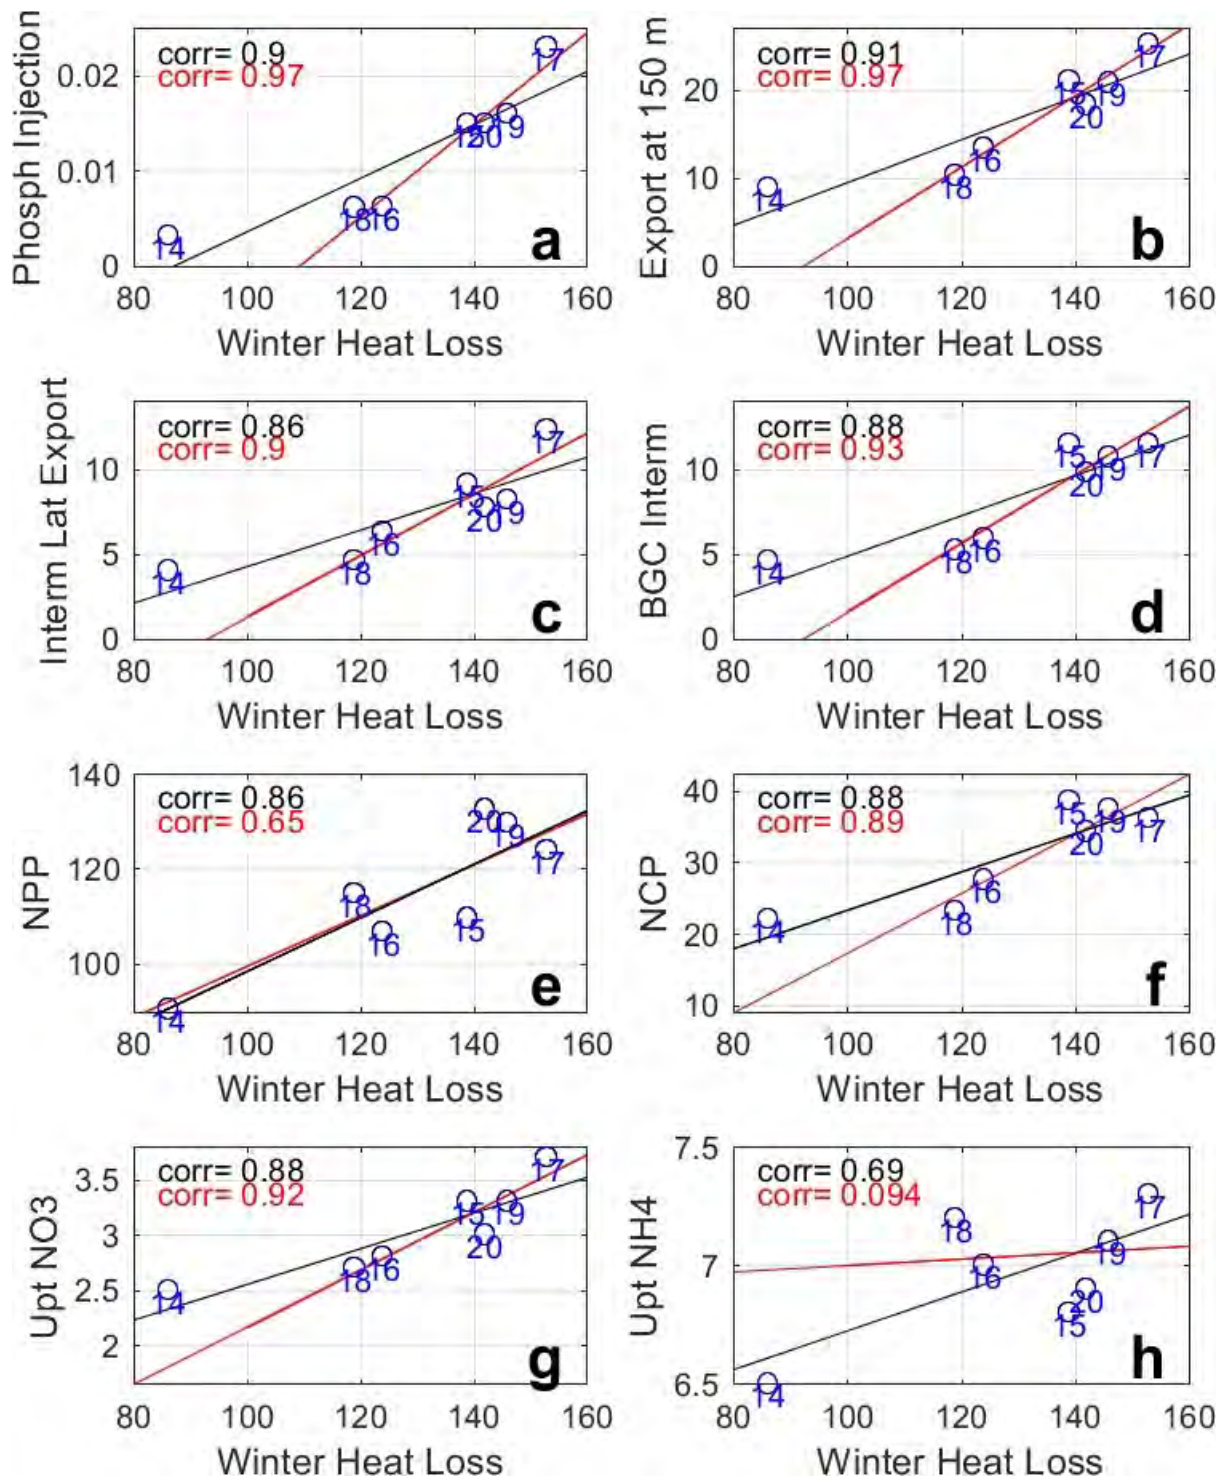 Phosph Injection
corr= 0.9
corr= 0.97
0.02
0.01
0
17
15
20
19
18
16
14
a
80 100 120 140 160
Winter Heat Loss
Export at 150 m
corr= 0.91
corr= 0.97
20
10
0
17
15
19
20
16
18
14
b
80 100 120 140 160
Winter Heat Loss
Interm Lat Export
corr= 0.86
corr= 0.9
10
5
0
17
15
20
19
16
18
14
c
80 100 120 140 160
Winter Heat Loss
BGC Interm
corr= 0.88
corr= 0.93
10
5
0
15
17
19
20
16
18
14
d
80 100 120 140 160
Winter Heat Loss
NPP
corr= 0.86
corr= 0.65
140
120
100
20
19
17
18
15
16
14
e
80 100 120 140 160
Winter Heat Loss
NCP
corr= 0.88
corr= 0.89
40
30
20
10
15
19
17
20
16
18
14
f
80 100 120 140 160
Winter Heat Loss
Upt NO3
corr= 0.88
corr= 0.92
3.5
3
2.5
2
17
15
19
20
16
18
14
g
80 100 120 140 160
Winter Heat Loss
Upt NH4
corr= 0.69
corr= 0.094
7.5
7
6.5
17
18
19
16
20
15
14
h
80 100 120 140 160
Winter Heat Loss